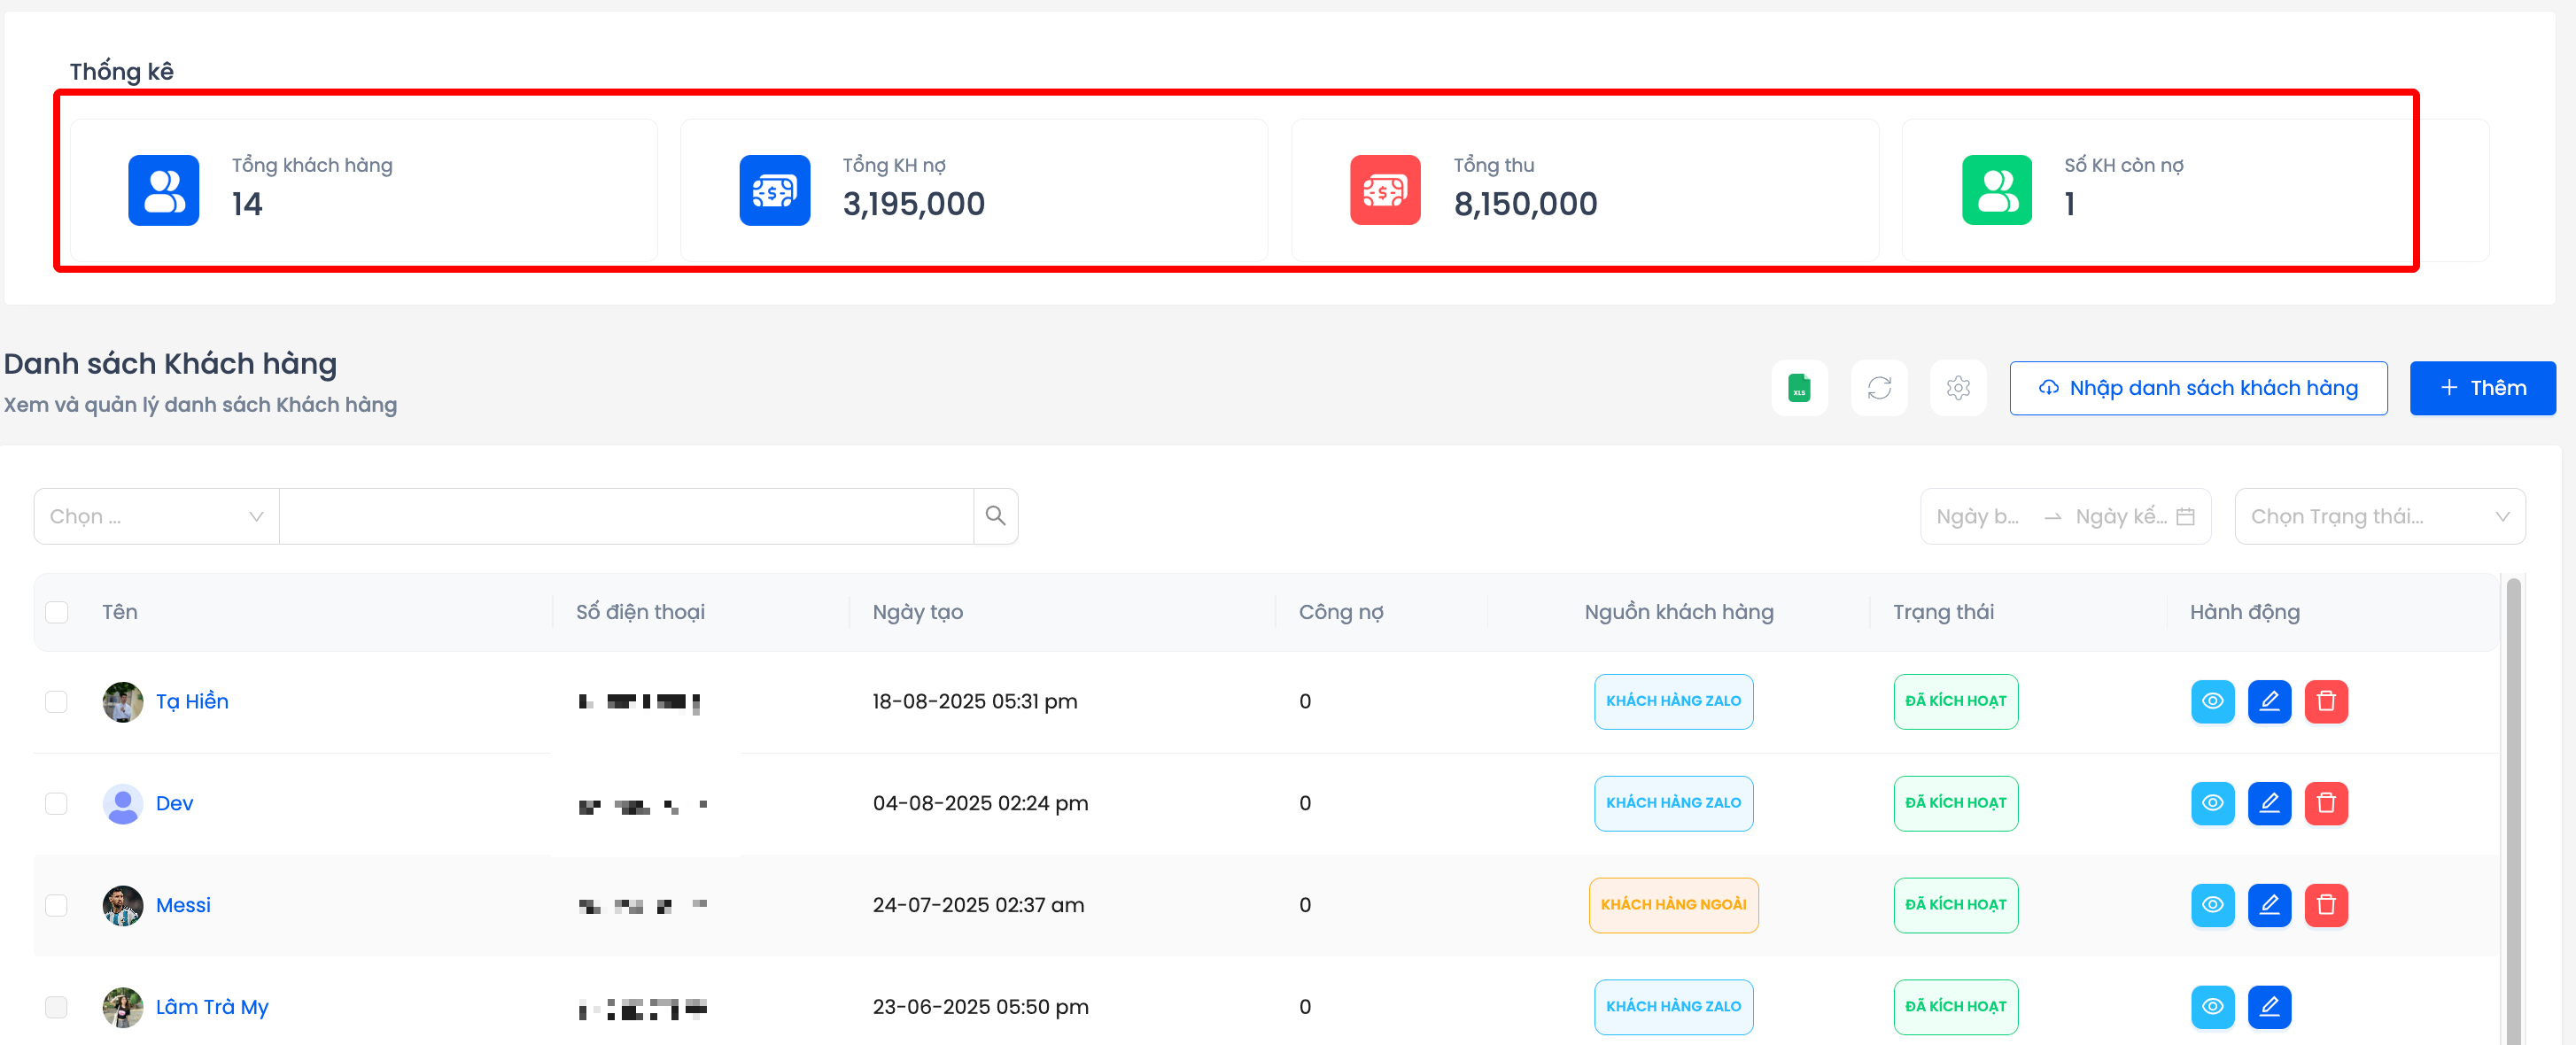 Thống kê
Tổng khách hàng
14
Tổng KH nợ
3,195,000
Tổng thu
8,150,000
Số KH còn nợ
1
Danh sách Khách hàng
Xem và quản lý danh sách Khách hàng
XLS
Nhập danh sách khách hàng
+ Thêm
Chọn ...
Ngày b... → Ngày kế...
Chọn Trạng thái...
Tên Số điện thoại Ngày tạo Công nợ Nguồn khách hàng Trạng thái Hành động
Tạ Hiền 18-08-2025 05:31 pm 0 KHÁCH HÀNG ZALO ĐÃ KÍCH HOẠT
Dev 04-08-2025 02:24 pm 0 KHÁCH HÀNG ZALO ĐÃ KÍCH HOẠT
Messi 24-07-2025 02:37 am 0 KHÁCH HÀNG NGOÀI ĐÃ KÍCH HOẠT
Lâm Trà My 23-06-2025 05:50 pm 0 KHÁCH HÀNG ZALO ĐÃ KÍCH HOẠT